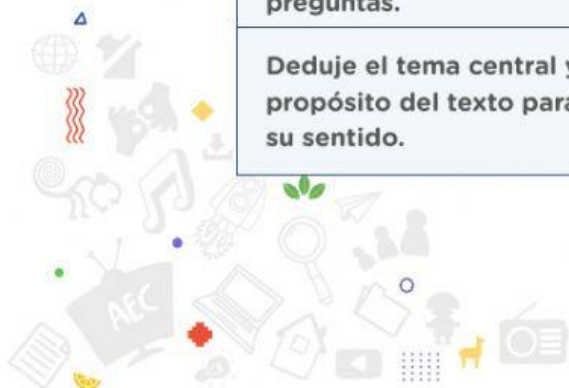 preguntas.
Deduje el tema central y
propósito del texto para
su sentido.
AEC